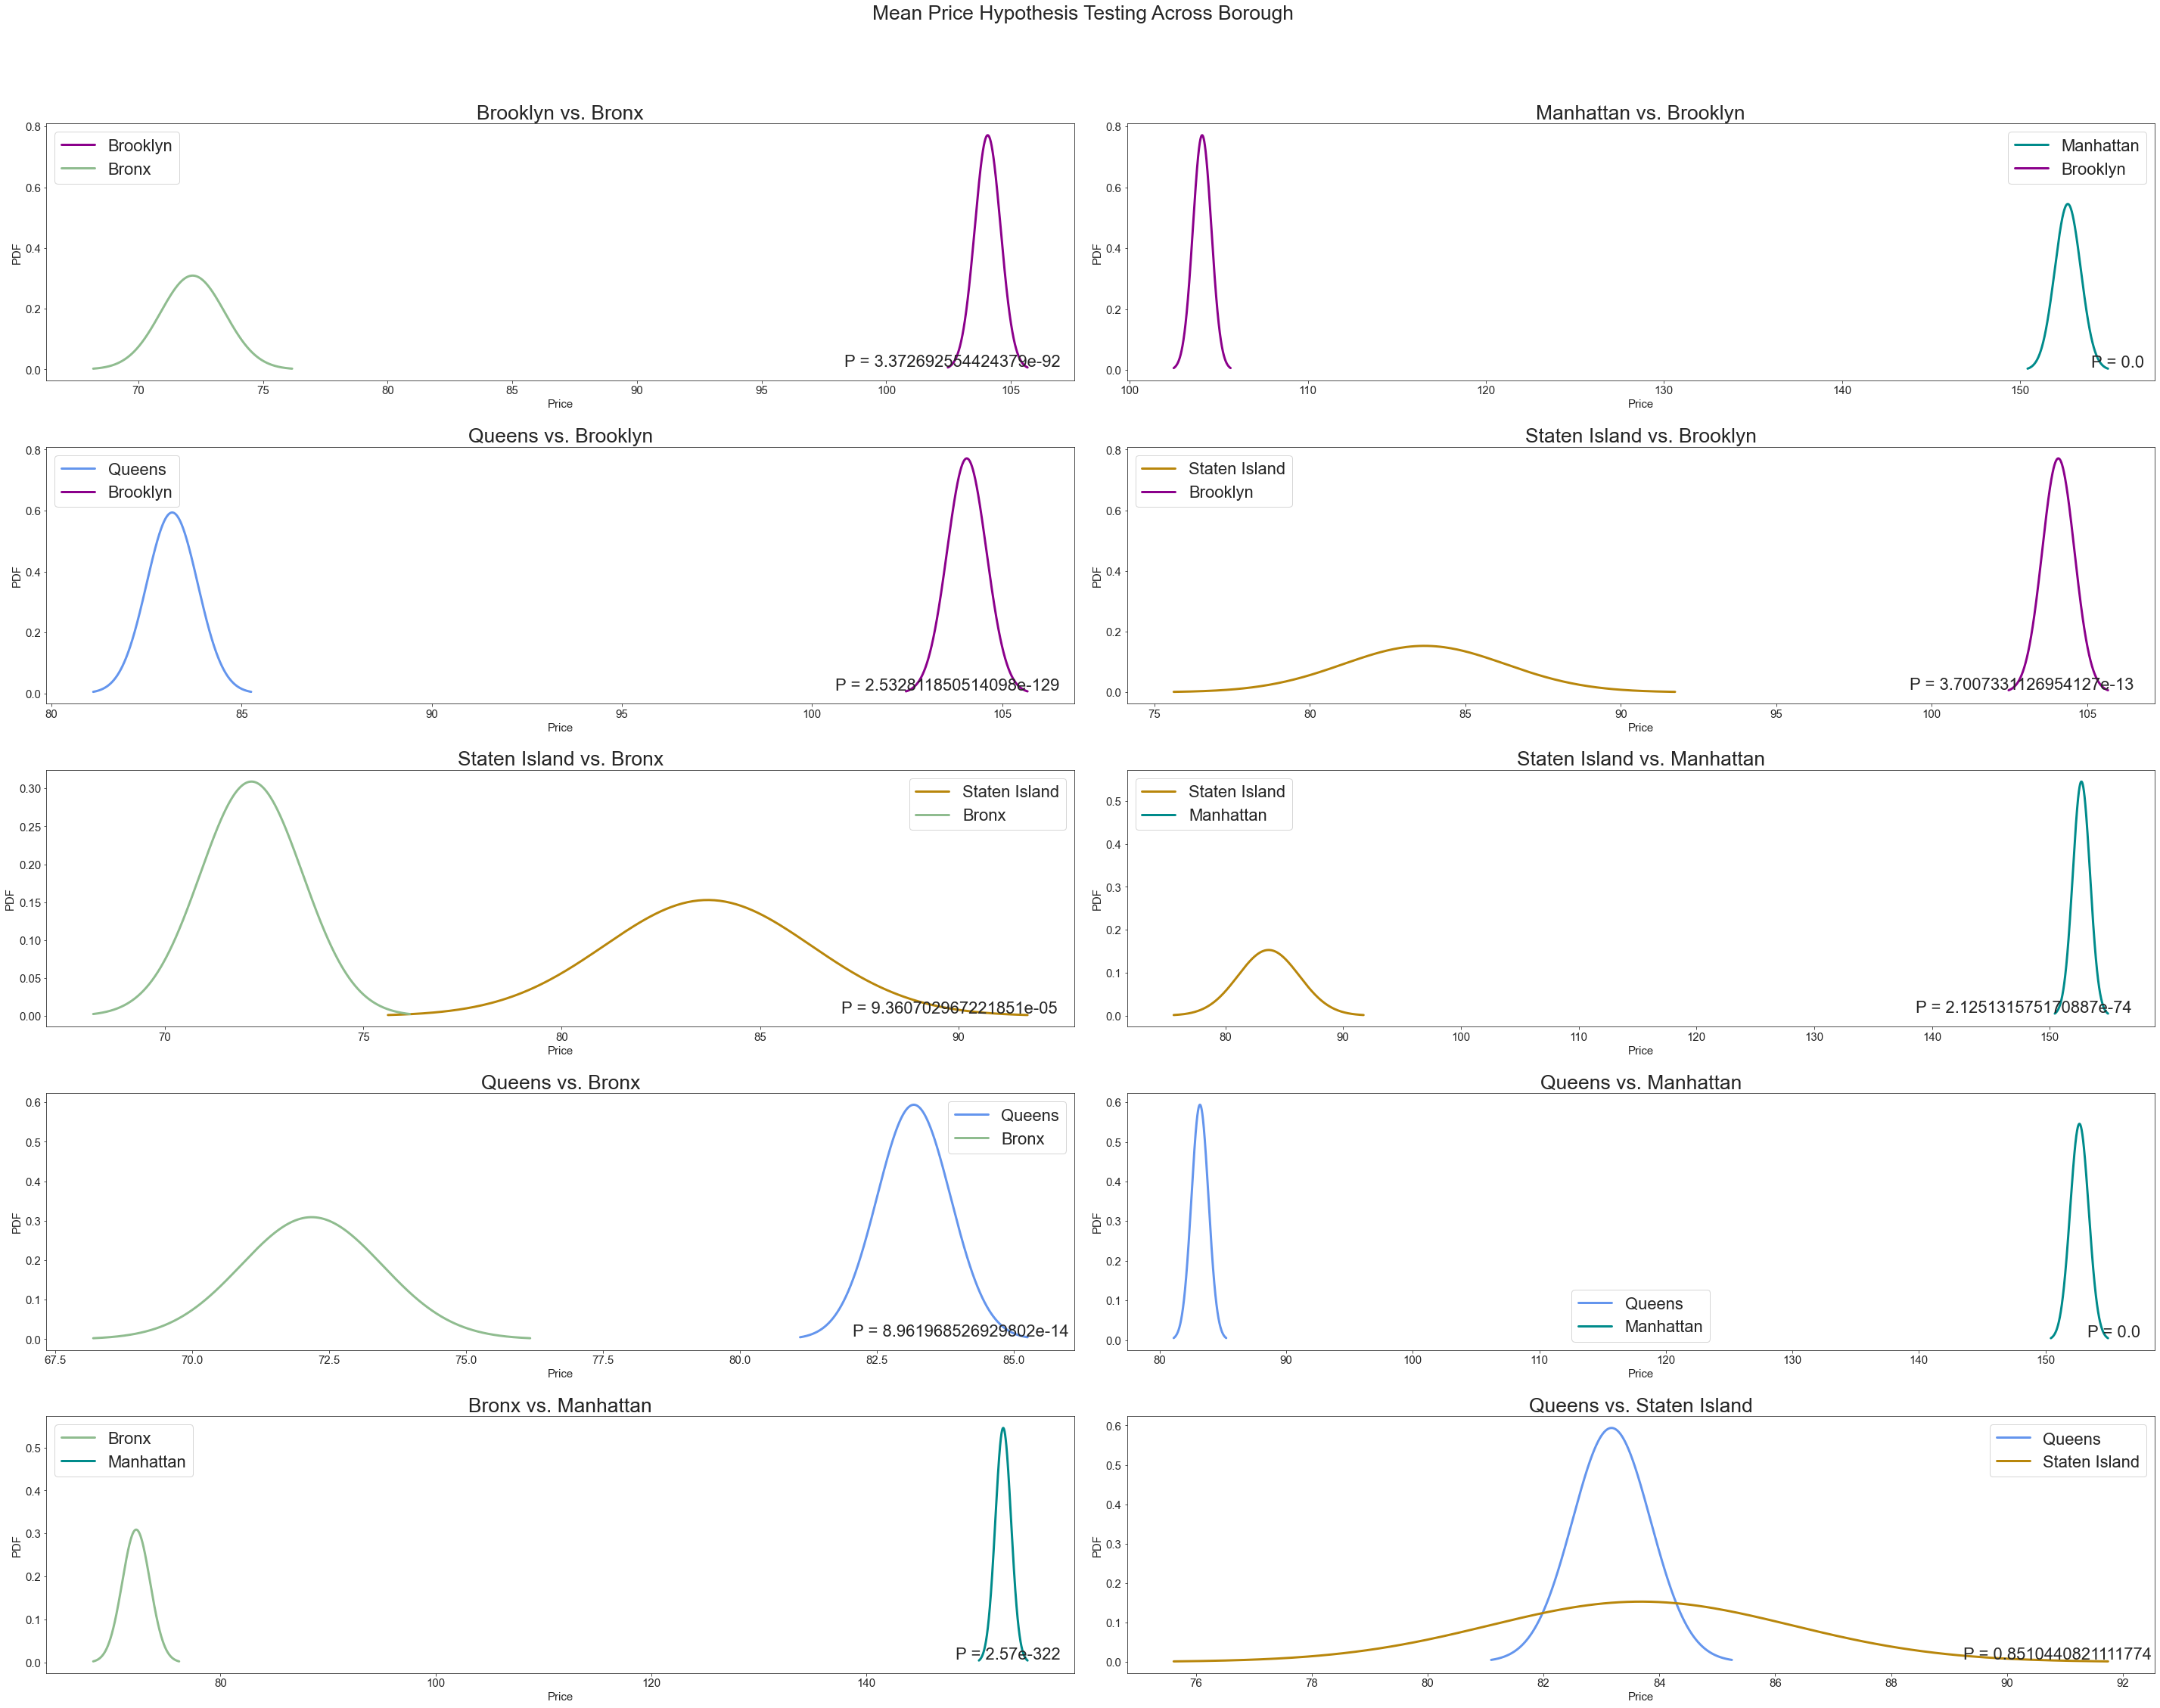 Mean Price Hypothesis Testing Across Borough
Brooklyn vs. Bronx
0.8
0.6
0.4
0.2
0.0
PDF
Brooklyn
Bronx
P = 3.372692554424379e-92
70 75 80 85 90 95 100 105
Price
Manhattan vs. Brooklyn
0.8
0.6
0.4
0.2
0.0
PDF
Manhattan
Brooklyn
P = 0.0
100 110 120 130 140 150
Price
Queens vs. Brooklyn
0.8
0.6
0.4
0.2
0.0
PDF
Queens
Brooklyn
P = 2.532811850514098e-129
80 85 90 95 100 105
Price
Staten Island vs. Brooklyn
0.8
0.6
0.4
0.2
0.0
PDF
Staten Island
Brooklyn
P = 3.7007331126954127e-13
75 80 85 90 95 100 105
Price
Staten Island vs. Bronx
0.30
0.25
0.20
0.15
0.10
0.05
0.00
PDF
Staten Island
Bronx
P = 9.360702967221851e-05
70 75 80 85 90
Price
Staten Island vs. Manhattan
0.5
0.4
0.3
0.2
0.1
0.0
PDF
Staten Island
Manhattan
P = 2.125131575170887e-74
80 90 100 110 120 130 140 150
Price
Queens vs. Bronx
0.6
0.5
0.4
0.3
0.2
0.1
0.0
PDF
Queens
Bronx
P = 8.961968526929802e-14
67.5 70.0 72.5 75.0 77.5 80.0 82.5 85.0
Price
Queens vs. Manhattan
0.6
0.5
0.4
0.3
0.2
0.1
0.0
PDF
Queens
Manhattan
P = 0.0
80 90 100 110 120 130 140 150
Price
Bronx vs. Manhattan
0.5
0.4
0.3
0.2
0.1
0.0
PDF
Bronx
Manhattan
P = 2.57e-322
80 100 120 140
Price
Queens vs. Staten Island
0.6
0.5
0.4
0.3
0.2
0.1
0.0
PDF
Queens
Staten Island
P = 0.8510440821111774
76 78 80 82 84 86 88 90 92
Price